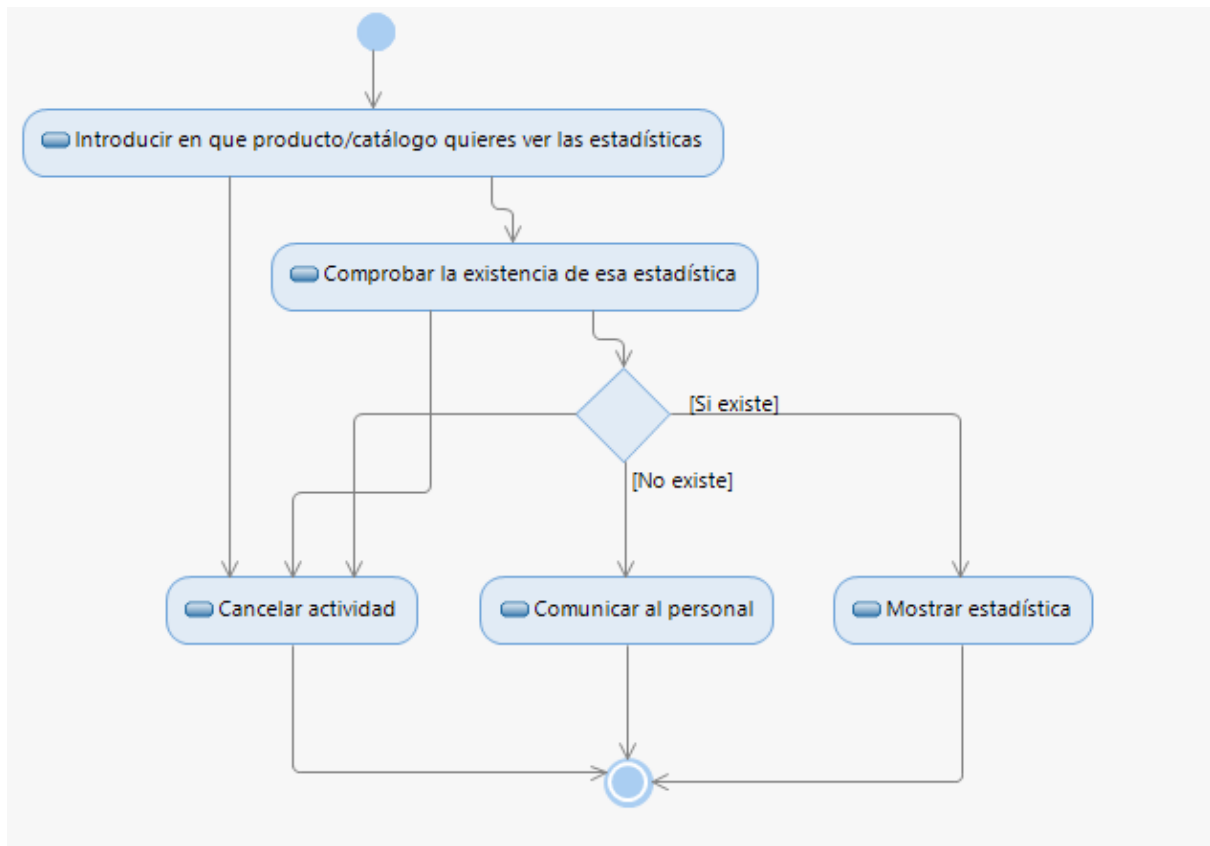 Introducir en que producto/catálogo quieres ver las estadísticas
Comprobar la existencia de esa estadística
[Si existe]
[No existe]
Cancelar actividad
Comunicar al personal
Mostrar estadística